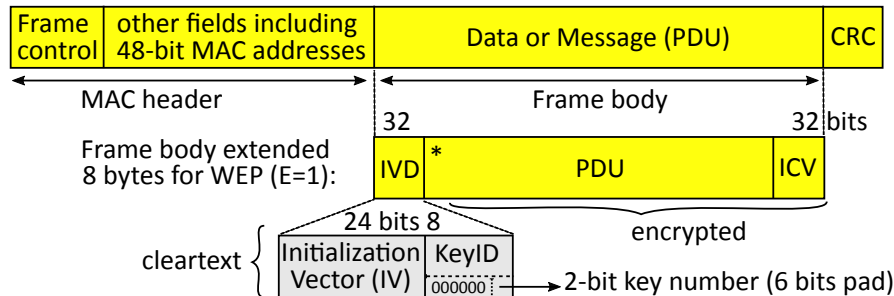 Frame control
other fields including
48-bit MAC addresses
Data or Message (PDU)
CRC
MAC header
Frame body
32
32 bits
Frame body extended
8 bytes for WEP (E=1):
IVD
*
PDU
ICV
24 bits 8
encrypted
cleartext
Initialization
Vector (IV)
KeyID
000000
2-bit key number (6 bits pad)